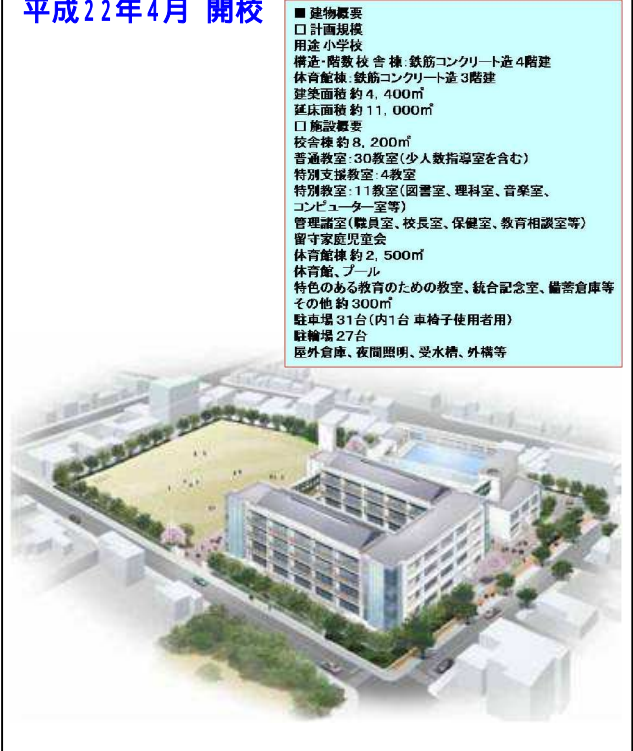 平成22年4月 開校
■ 建物概要
□ 計画規模
用途 小学校
構造・階数 校 舎 棟：鉄筋コンクリート造 4階建
体育館棟：鉄筋コンクリート造 3階建
建築面積 約4，400㎡
延床面積 約11，000㎡
□ 施設概要
校舎棟 約8，200㎡
普通教室：30教室（少人数指導室を含む）
特別支援教室：4教室
特別教室：11教室（図書室、理科室、音楽室、
コンピューター室等）
管理諸室（職員室、校長室、保健室、教育相談室等）
留守家庭児童会
体育館棟 約2，500㎡
体育館、プール
特色のある教育のための教室、統合記念室、備蓄倉庫等
その他 約300㎡
駐車場 31台（内1台 車椅子使用者用）
駐輪場 27台
屋外倉庫、夜間照明、受水槽、外構等